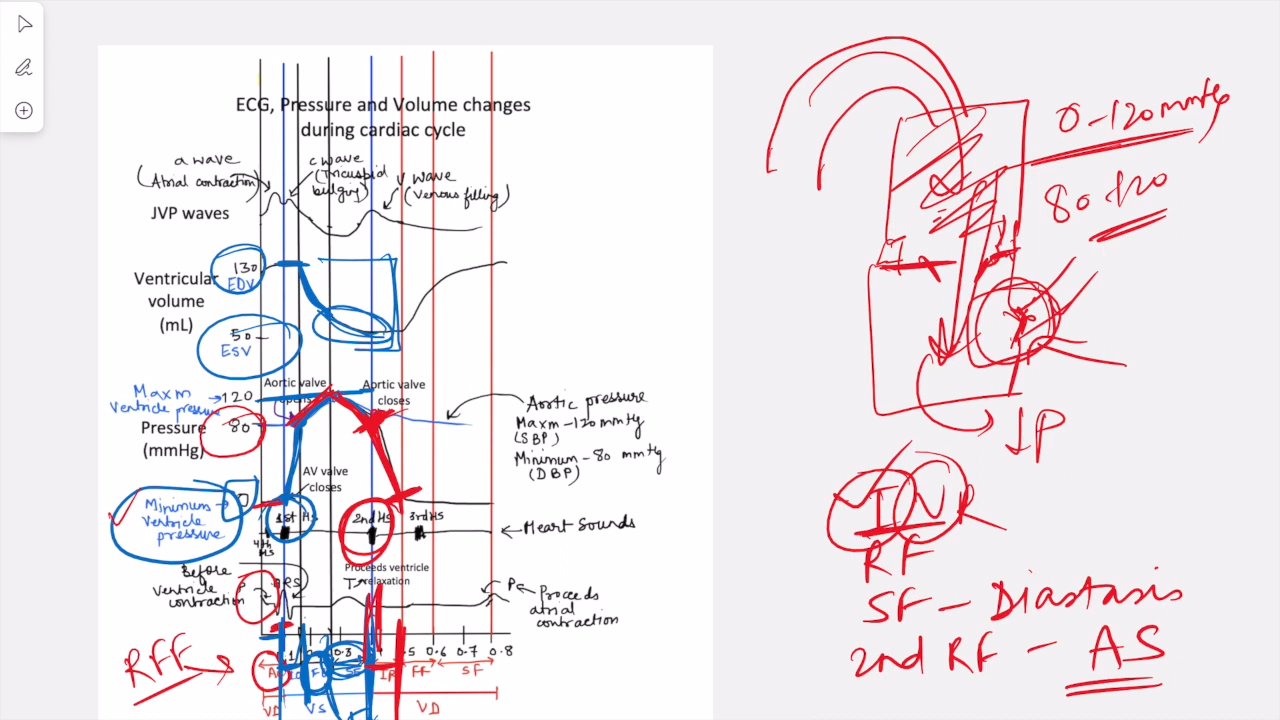 ECG, Pressure and Volume changes
during cardiac cycle
a wave
(Atrial contraction)
c wave
(Tricuspid
bulging)
v wave
(Venous filling)
JVP waves
Ventricular
volume
(mL)
130
EDV
50
ESV
Aortic valve
opens
Aortic valve
closes
Maxm
Ventricle pressure
120
80
Pressure
(mmHg)
Aortic pressure
Maxm - 120 mmHg
(SBP)
Minimum - 80 mmHg
(DBP)
AV valve
closes
Minimum
Ventricle
pressure
0
1st HS
2nd HS
3rd HS
4th
HS
Heart Sounds
Before
Ventricle
contraction
QRS
Proceeds ventricle
T relaxation
P
Proceeds
atrial
contraction
0.3
0.6
0.7
0.8
RFF
IR
FF
SF
VD
VS
VD
0-120 mmHg
80-120
↓P
IVR
RF
SF - Diastasis
2nd RF - AS